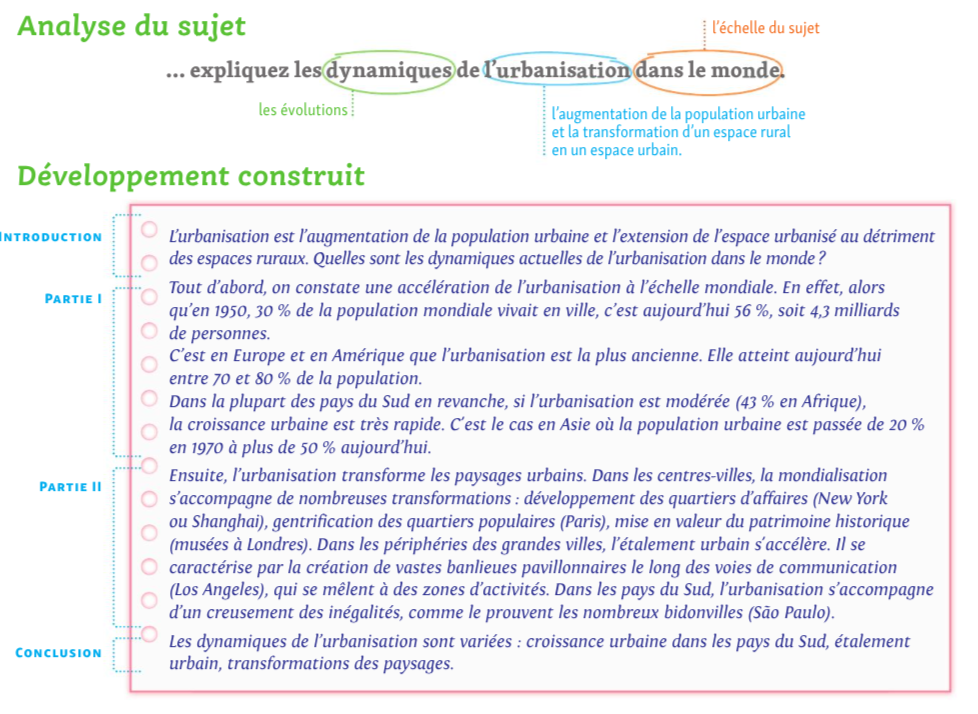 Analyse du sujet
l'échelle du sujet
... expliquez les dynamiques de l'urbanisation dans le monde.
les évolutions
l'augmentation de la population urbaine
et la transformation d'un espace rural
en un espace urbain.
Développement construit
INTRODUCTION
L'urbanisation est l'augmentation de la population urbaine et l'extension de l'espace urbanisé au détriment
des espaces ruraux. Quelles sont les dynamiques actuelles de l'urbanisation dans le monde ?
PARTIE I
Tout d'abord, on constate une accélération de l'urbanisation à l'échelle mondiale. En effet, alors
qu'en 1950, 30 % de la population mondiale vivait en ville, c'est aujourd'hui 56 %, soit 4,3 milliards
de personnes.
C'est en Europe et en Amérique que l'urbanisation est la plus ancienne. Elle atteint aujourd'hui
entre 70 et 80 % de la population.
Dans la plupart des pays du Sud en revanche, si l'urbanisation est modérée (43 % en Afrique),
la croissance urbaine est très rapide. C'est le cas en Asie où la population urbaine est passée de 20 %
en 1970 à plus de 50 % aujourd'hui.
PARTIE II
Ensuite, l'urbanisation transforme les paysages urbains. Dans les centres-villes, la mondialisation
s'accompagne de nombreuses transformations : développement des quartiers d'affaires (New York
ou Shanghai), gentrification des quartiers populaires (Paris), mise en valeur du patrimoine historique
(musées à Londres). Dans les périphéries des grandes villes, l'étalement urbain s'accélère. Il se
caractérise par la création de vastes banlieues pavillonnaires le long des voies de communication
(Los Angeles), qui se mêlent à des zones d'activités. Dans les pays du Sud, l'urbanisation s'accompagne
d'un creusement des inégalités, comme le prouvent les nombreux bidonvilles (São Paulo).
CONCLUSION
Les dynamiques de l'urbanisation sont variées : croissance urbaine dans les pays du Sud, étalement
urbain, transformations des paysages.